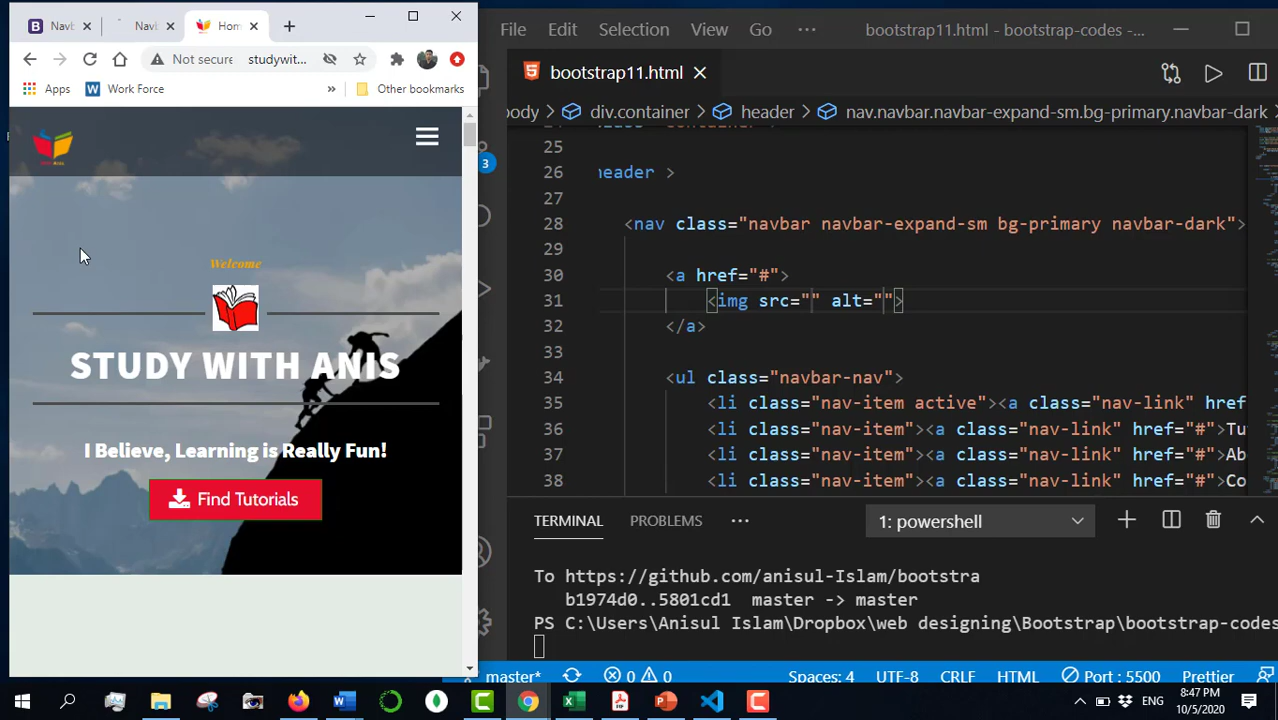 Navb
Navl
Hom
Not secure
studywit...
Apps
Work Force
»
Other bookmarks
Welcome
STUDY WITH ANIS
I Believe, Learning is Really Fun!
Find Tutorials
File Edit Selection View Go ··· bootstrap11.html - bootstrap-codes -...
bootstrap11.html
body div.container header nav.navbar.navbar-expand-sm.bg-primary.navbar-dark
3
25
26 header >
27
28 <nav class="navbar navbar-expand-sm bg-primary navbar-dark">
29
30 <a href="#">
31 <img src="" alt="">
32 </a>
33
34 <ul class="navbar-nav">
35 <li class="nav-item active"><a class="nav-link" href
36 <li class="nav-item"><a class="nav-link" href="#">Tu
37 <li class="nav-item"><a class="nav-link" href="#">Ab
38 <li class="nav-item"><a class="nav-link" href="#">Co
TERMINAL PROBLEMS ··· 1: powershell
To https://github.com/anisul-Islam/bootstra
b1974d0..5801cd1 master -> master
PS C:\Users\Anisul Islam\Dropbox\web designing\Bootstrap\bootstrap-codes
master* 0 0 Spaces: 4 UTF-8 CRLF HTML Port : 5500 Prettier
ENG
8:47 PM
10/5/2020